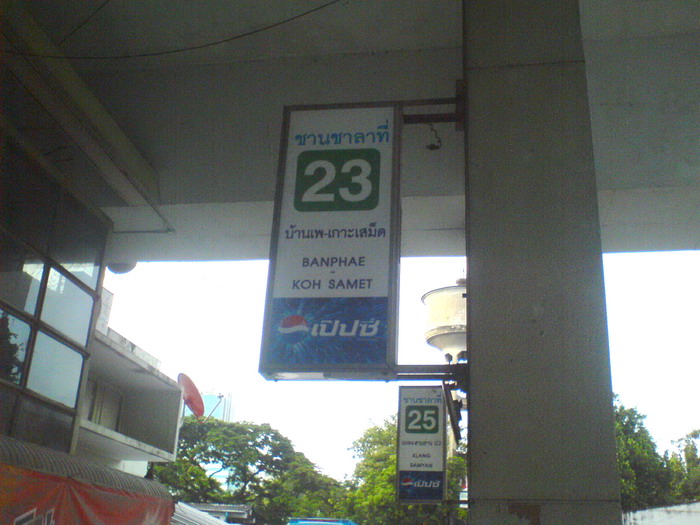 ชานชาลาที่
23
บ้านเพ-เกาะเสม็ด
BANPHAE
-
KOH SAMET
เป๊ปซี่
ชานชาลาที่
25
KLANG
เป๊ปซี่